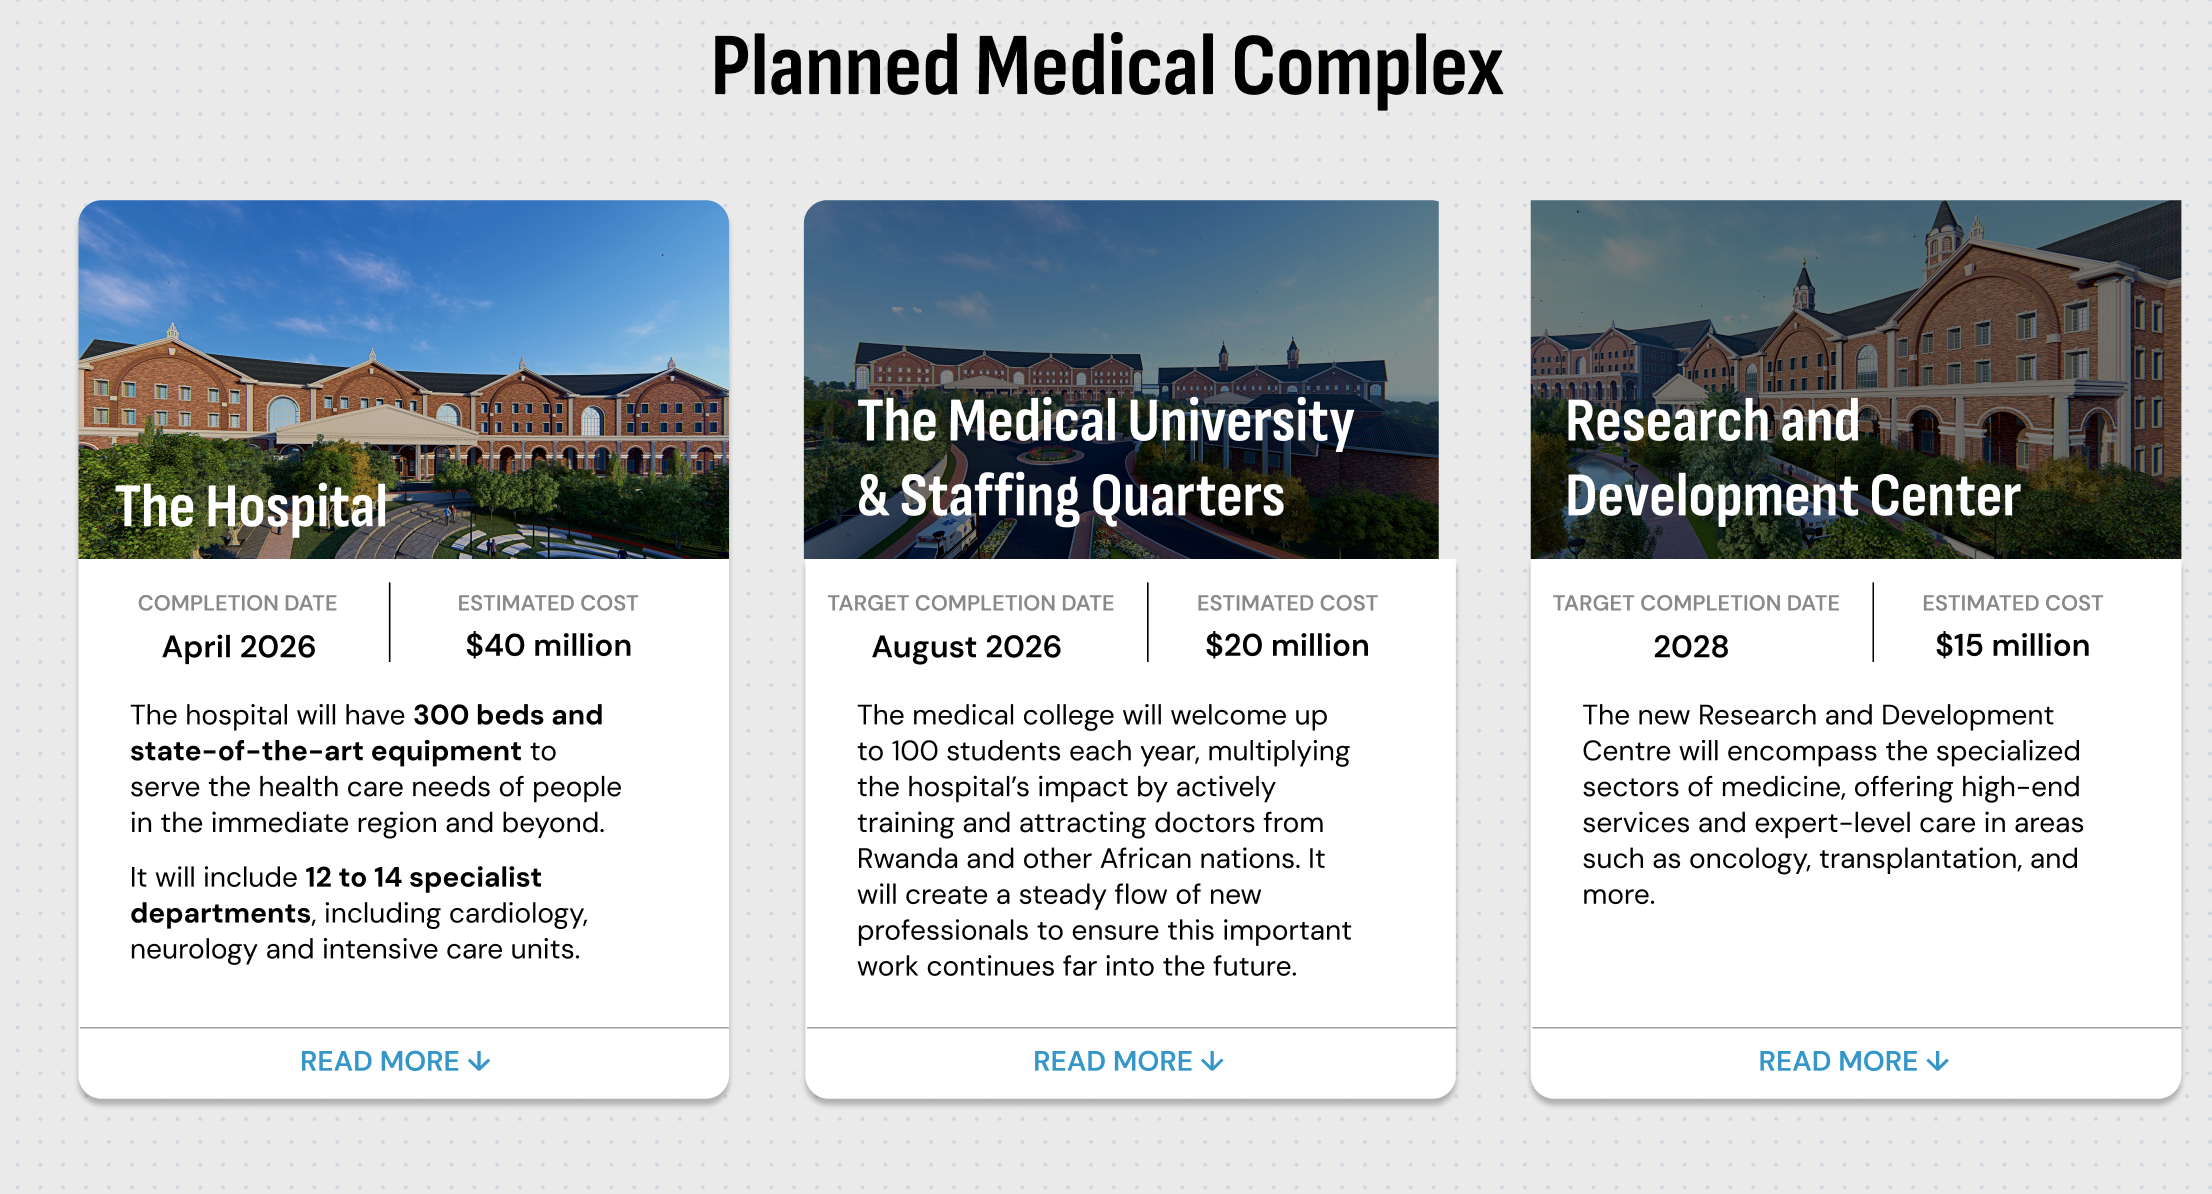 Planned Medical Complex
The Hospital
COMPLETION DATE
April 2026
ESTIMATED COST
$40 million
The hospital will have 300 beds and
state-of-the-art equipment to
serve the health care needs of people
in the immediate region and beyond.
It will include 12 to 14 specialist
departments, including cardiology,
neurology and intensive care units.
READ MORE ↓
The Medical University
& Staffing Quarters
TARGET COMPLETION DATE
August 2026
ESTIMATED COST
$20 million
The medical college will welcome up
to 100 students each year, multiplying
the hospital’s impact by actively
training and attracting doctors from
Rwanda and other African nations. It
will create a steady flow of new
professionals to ensure this important
work continues far into the future.
READ MORE ↓
Research and
Development Center
TARGET COMPLETION DATE
2028
ESTIMATED COST
$15 million
The new Research and Development
Centre will encompass the specialized
sectors of medicine, offering high-end
services and expert-level care in areas
such as oncology, transplantation, and
more.
READ MORE ↓